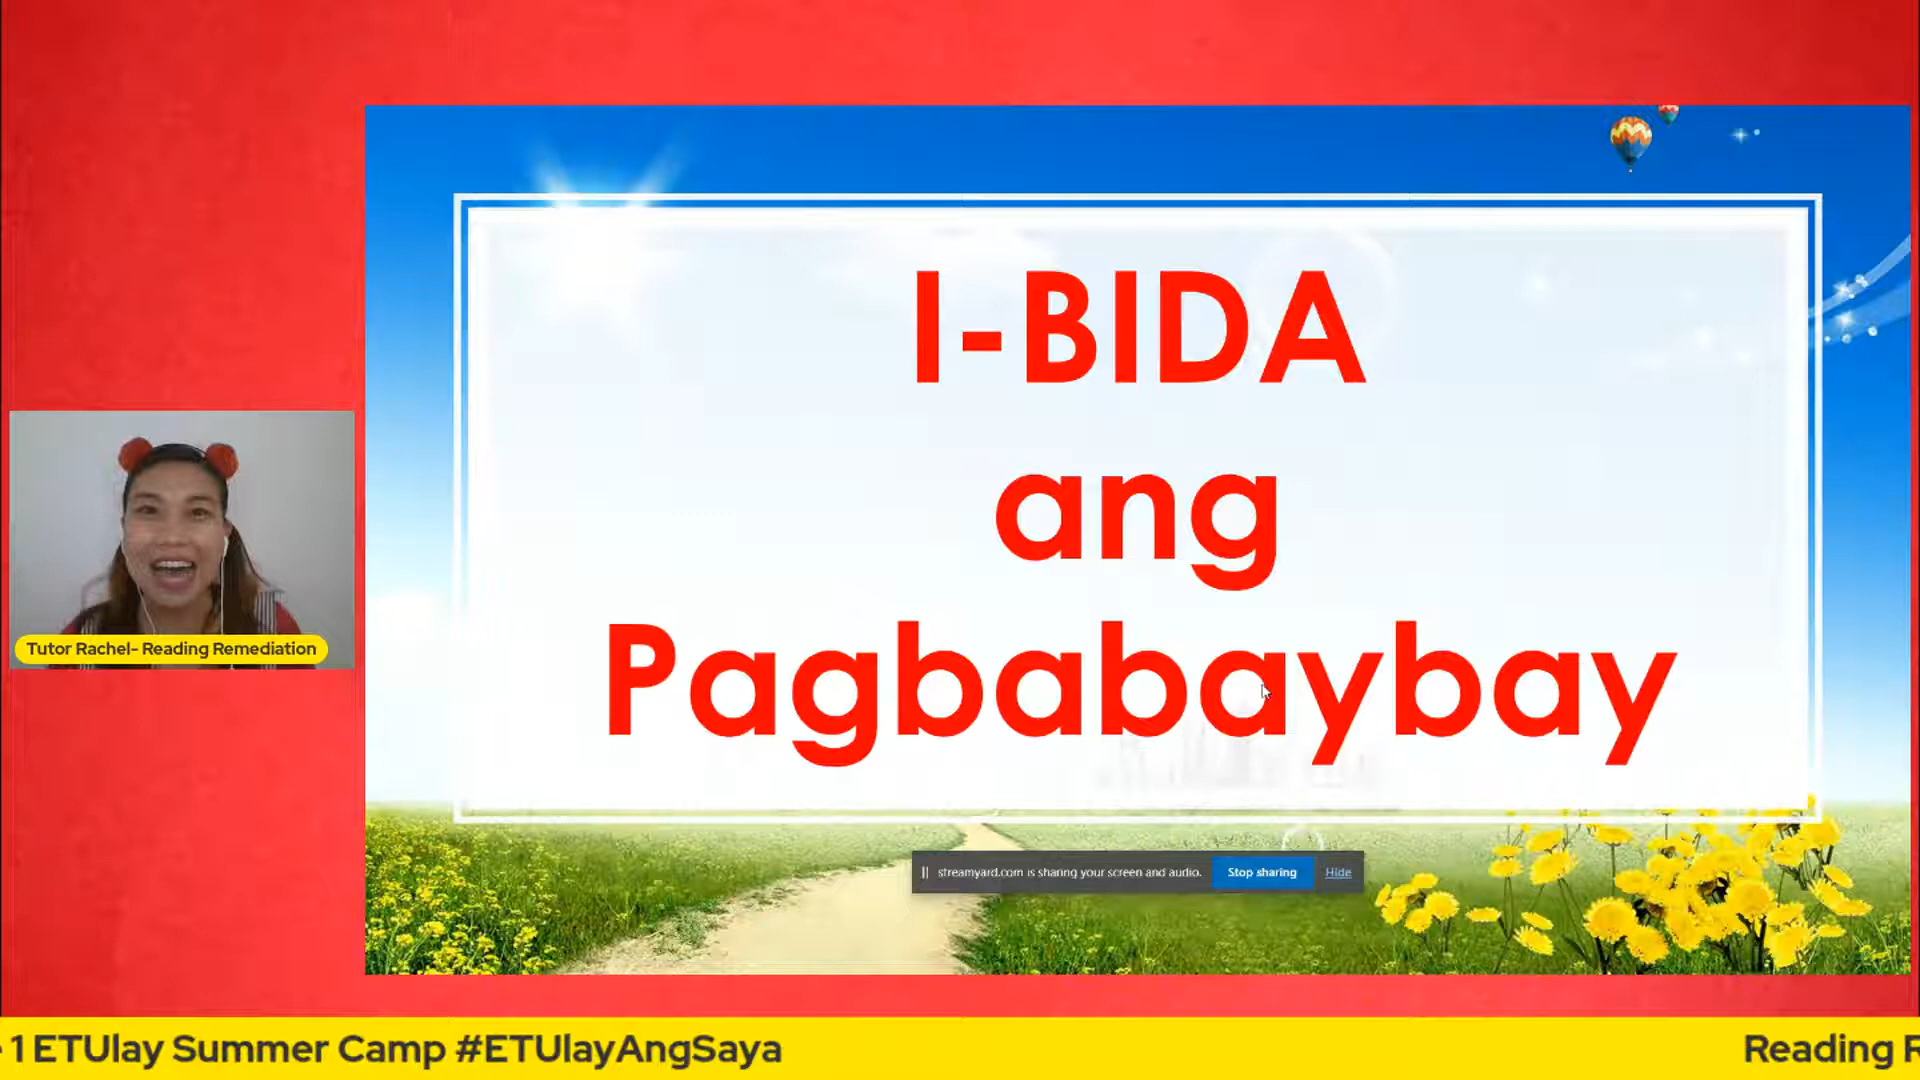 I-BIDA
ang
Pagbabaybay
Tutor Rachel- Reading Remediation
streamyard.com is sharing your screen and audio. Stop sharing Hide
1 ETUlay Summer Camp #ETUlayAngSaya
Reading